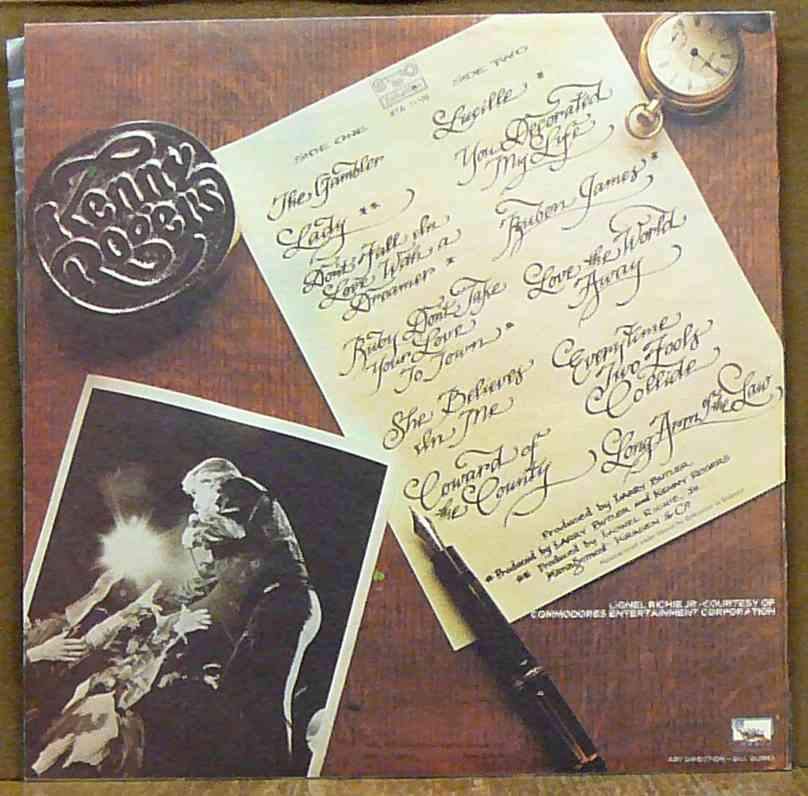 Kenny
Rogers
SIDE ONE
The Gambler
Lady **
Don't Fall In
Love With a
Dreamer *
Ruby Don't Take
Your Love
To Town *
She Believes
In Me
Coward of
the County
SIDE TWO
Lucille *
You Decorated
My Life
Ruben James *
Love the World
Away
Everytime
Two Fools
Collide
Long Arm of the Law
Produced by LARRY BUTLER
* Produced by LARRY BUTLER and KENNY ROGERS
** Produced by LIONEL RICHIE, JR.
Management - KRAGEN & CO.
LIONEL RICHIE JR.-COURTESY OF
COMMODORES ENTERTAINMENT CORPORATION
ART DIRECTION - BILL BURKS